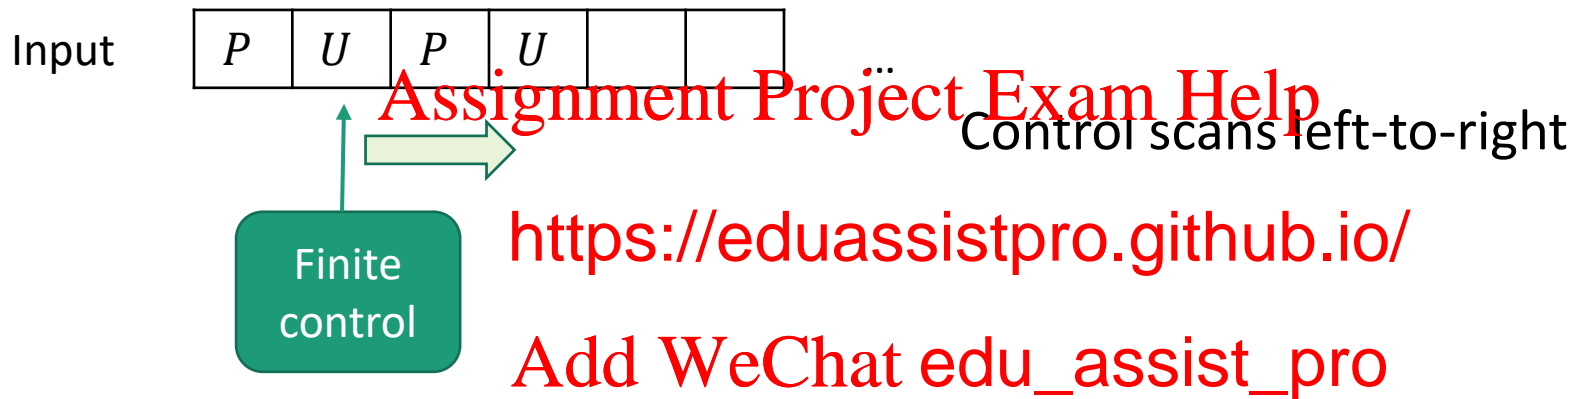 Input P U P U ...
Assignment Project Exam Help
Control scans left-to-right
https://eduassistpro.github.io/
Finite
control
Add WeChat edu_assist_pro